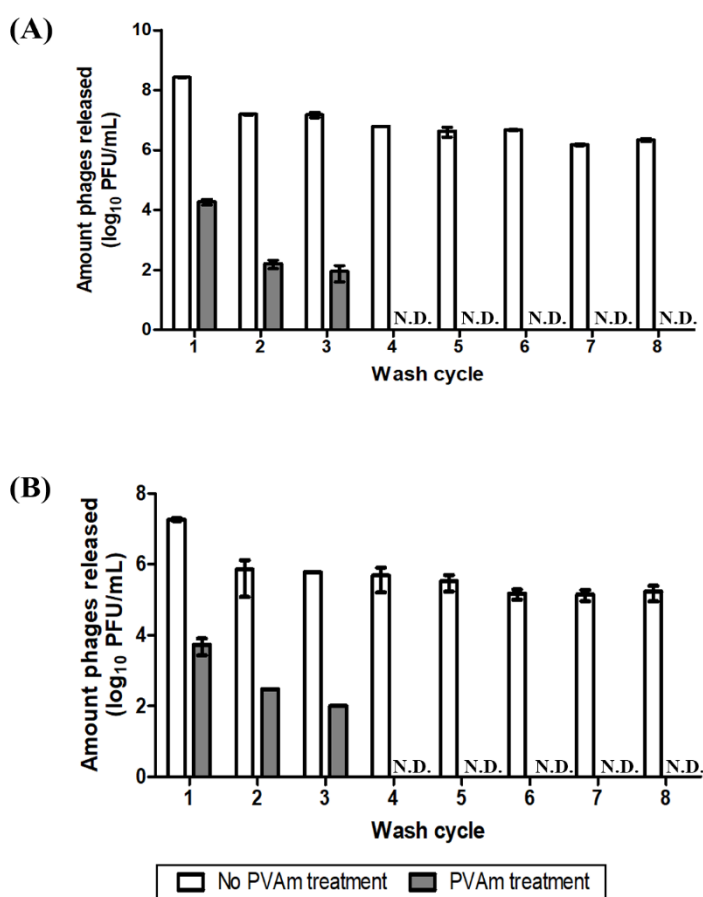 (A)
Amount phages released
(log₁₀ PFU/mL)
10
8
6
4
2
0
N.D. N.D. N.D. N.D. N.D.
1 2 3 4 5 6 7 8
Wash cycle
(B)
Amount phages released
(log₁₀ PFU/mL)
8
6
4
2
0
N.D. N.D. N.D. N.D. N.D.
1 2 3 4 5 6 7 8
Wash cycle
No PVAm treatment PVAm treatment